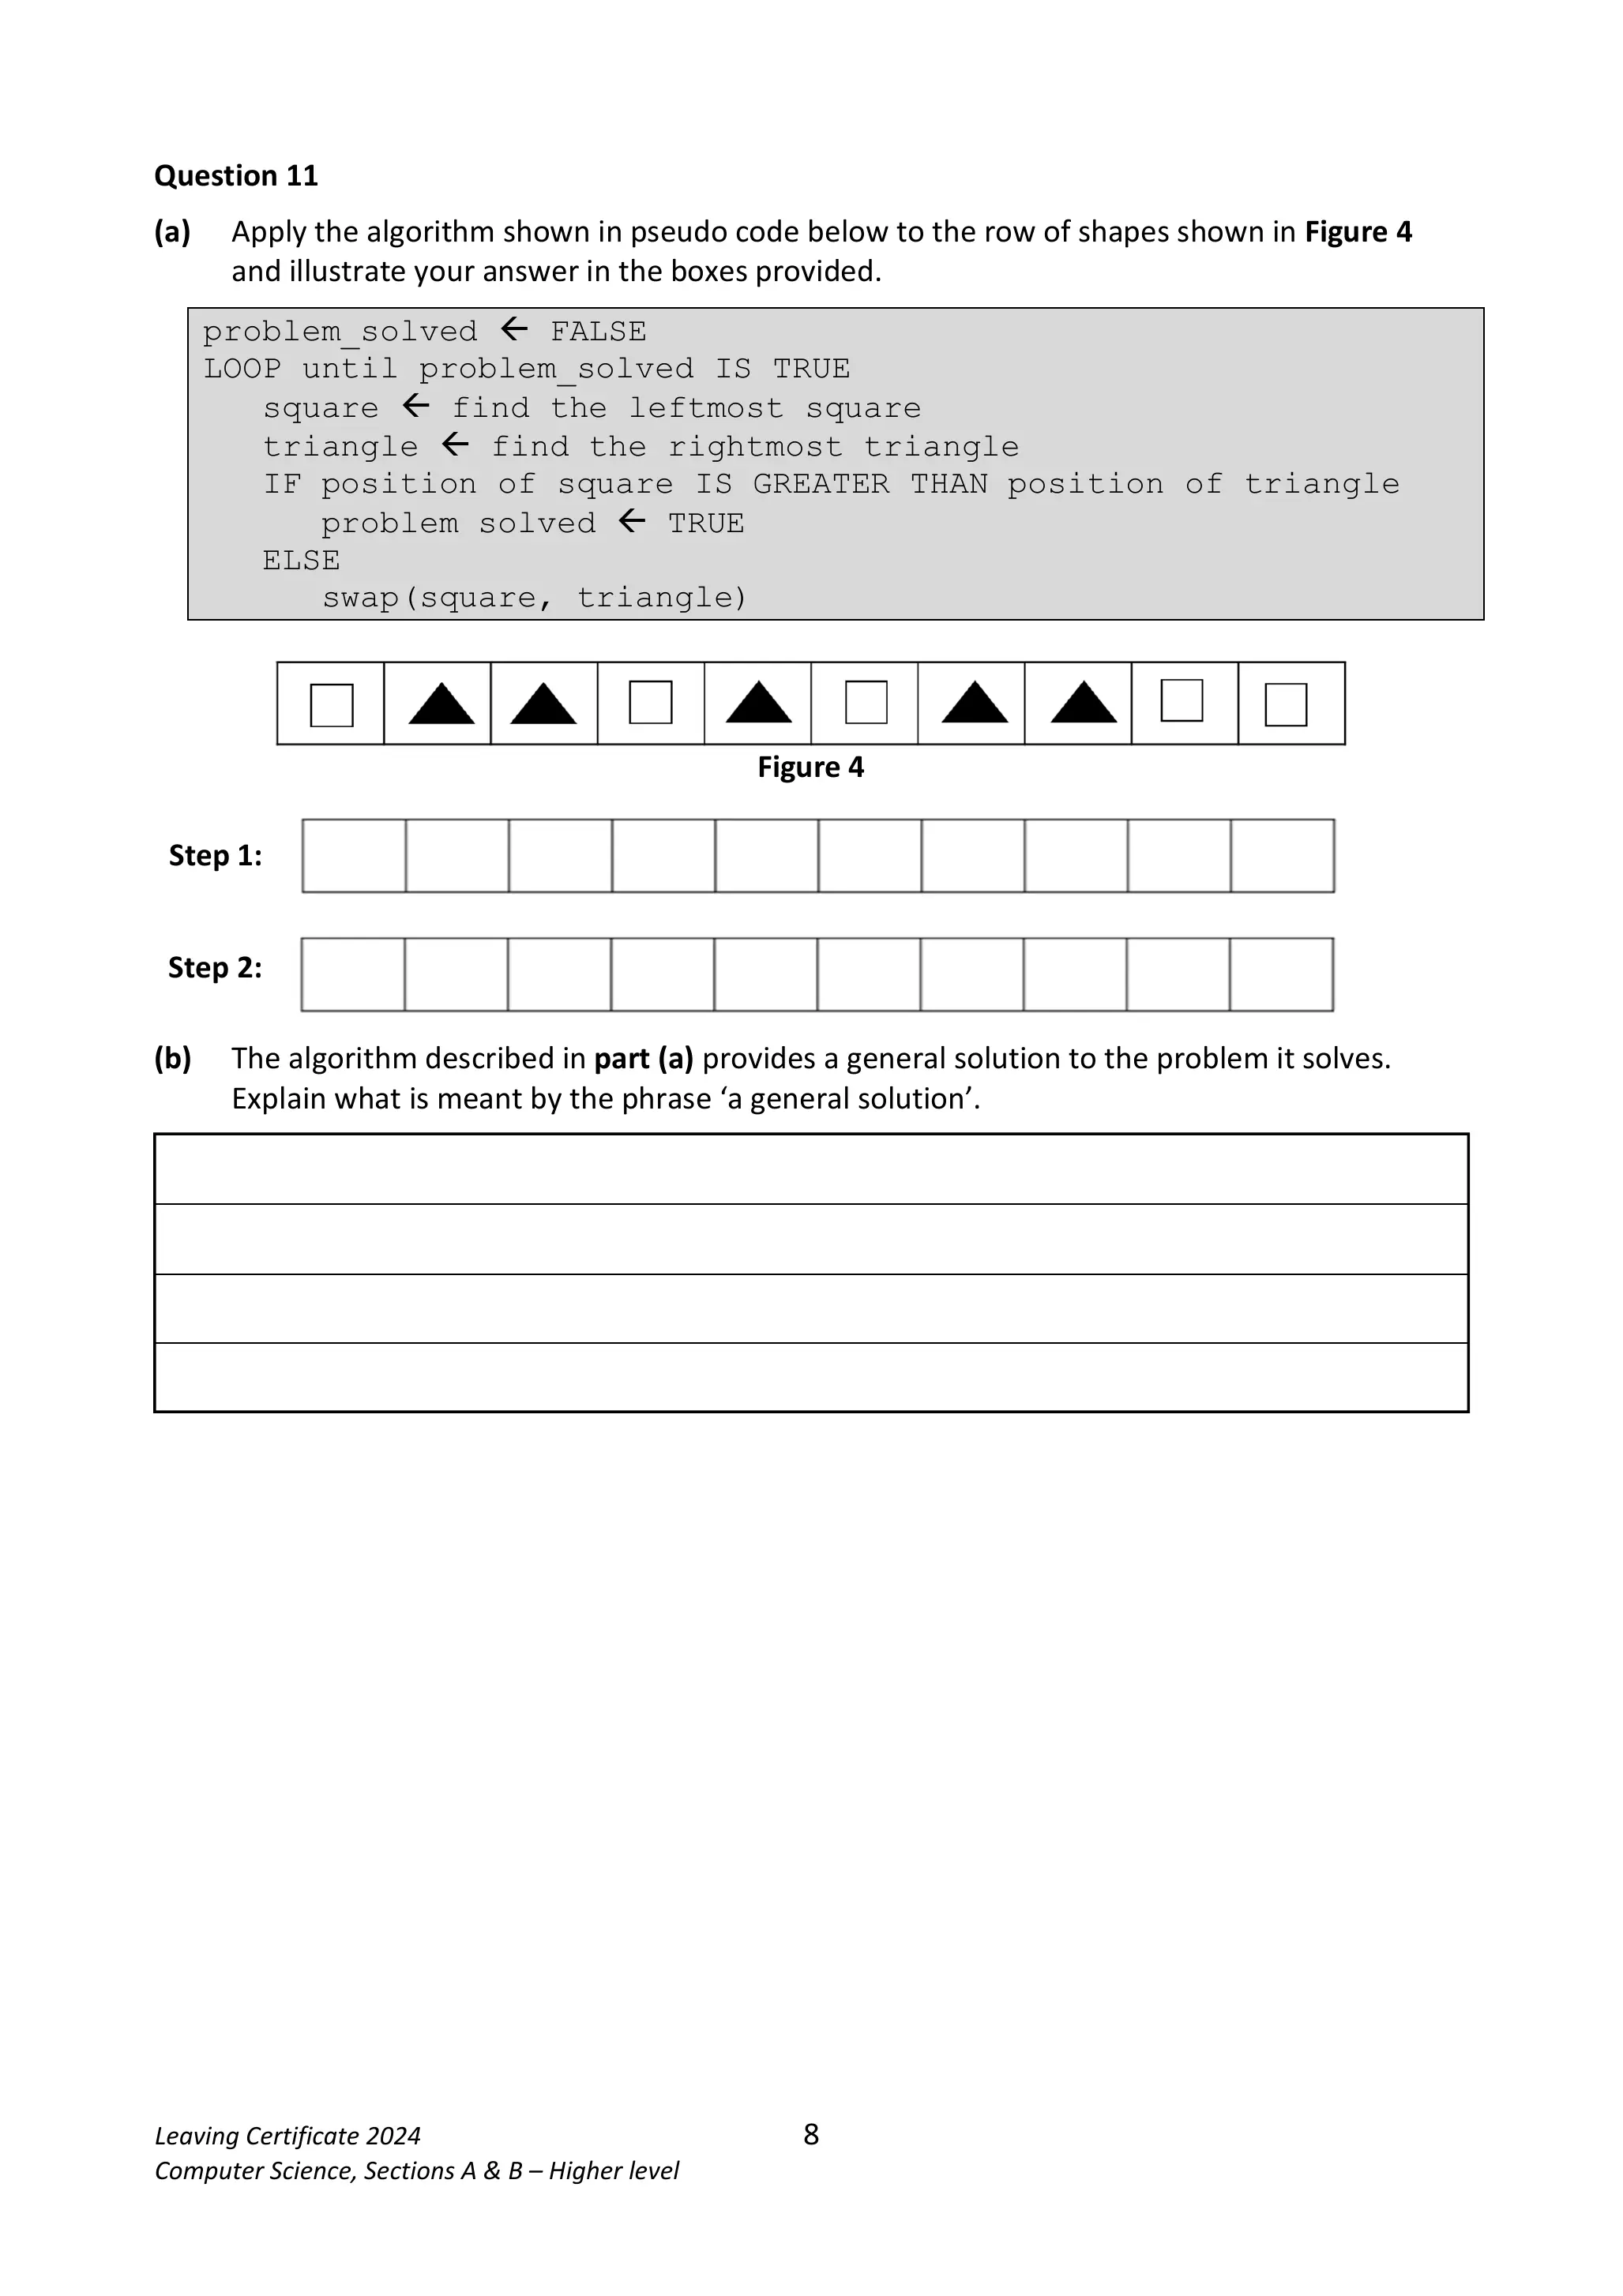 Question 11
(a) Apply the algorithm shown in pseudo code below to the row of shapes shown in Figure 4
and illustrate your answer in the boxes provided.
problem_solved ← FALSE
LOOP until problem_solved IS TRUE
square ← find the leftmost square
triangle ← find the rightmost triangle
IF position of square IS GREATER THAN position of triangle
problem solved ← TRUE
ELSE
swap(square, triangle)
Figure 4
Step 1:
Step 2:
(b) The algorithm described in part (a) provides a general solution to the problem it solves.
Explain what is meant by the phrase ‘a general solution’.
Leaving Certificate 2024 8
Computer Science, Sections A & B – Higher level